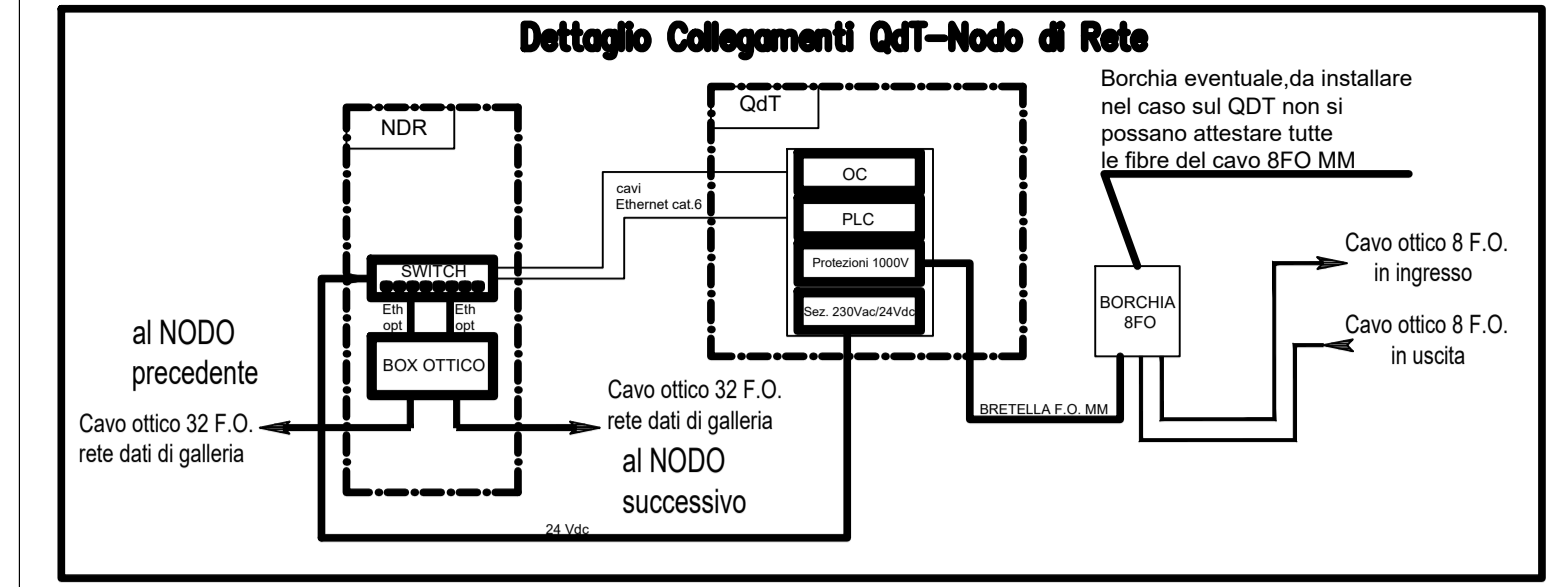 Dettaglio Collegamenti QdT-Nodo di Rete
NDR
SWITCH
Eth
opt
Eth
opt
BOX OTTICO
al NODO
precedente
Cavo ottico 32 F.O.
rete dati di galleria
Cavo ottico 32 F.O.
rete dati di galleria
al NODO
successivo
24 Vdc
cavi
Ethernet cat.6
QdT
OC
PLC
Protezioni 1000V
Sez. 230Vac/24Vdc
BRETELLA F.O. MM
Borchia eventuale,da installare
nel caso sul QDT non si
possano attestare tutte
le fibre del cavo 8FO MM
BORCHIA
8FO
Cavo ottico 8 F.O.
in ingresso
Cavo ottico 8 F.O.
in uscita